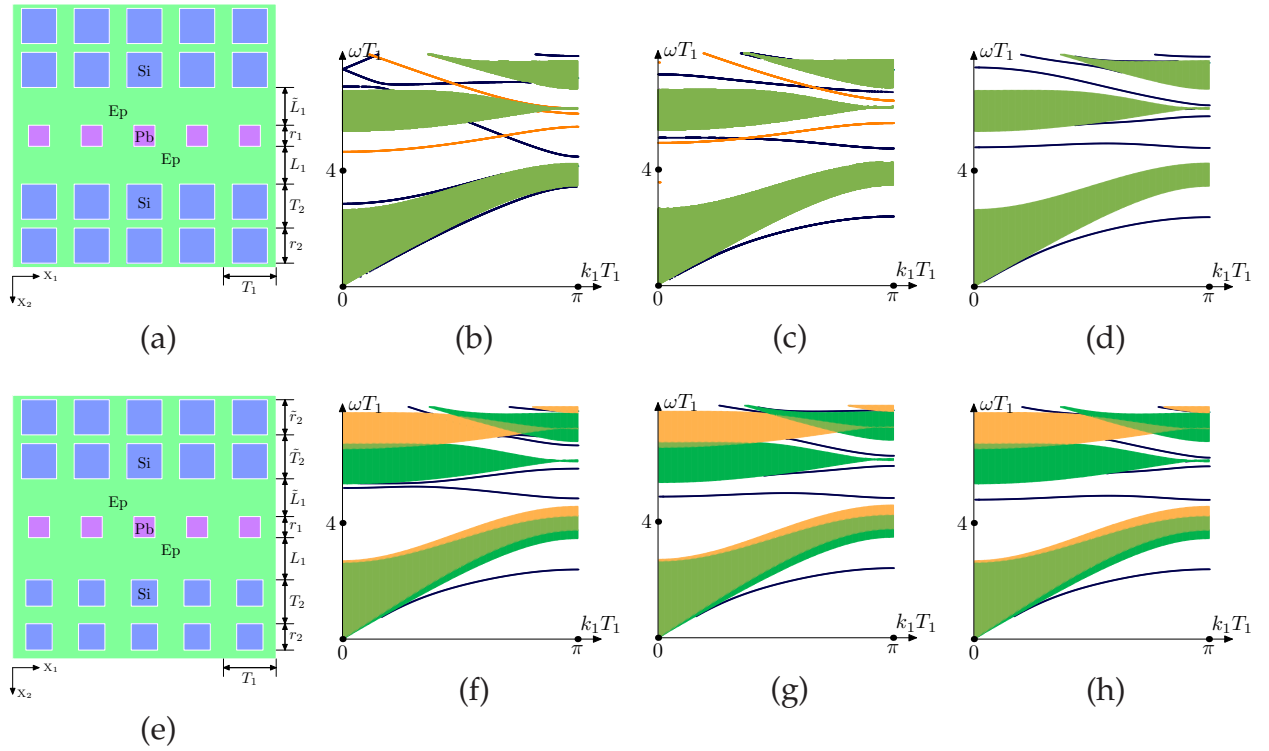 Si
Ep
Pb
Ep
Si
L̃₁
r₁
L₁
T₂
r₂
x₁
x₂
T₁
(a)
ωT₁
4
0
π
k₁T₁
(b)
ωT₁
4
0
π
k₁T₁
(c)
ωT₁
4
0
π
k₁T₁
(d)
Si
Ep
Pb
Ep
Si
r̃₂
T̃₂
L̃₁
r₁
L₁
T₂
r₂
x₁
x₂
T₁
(e)
ωT₁
4
0
π
k₁T₁
(f)
ωT₁
4
0
π
k₁T₁
(g)
ωT₁
4
0
π
k₁T₁
(h)